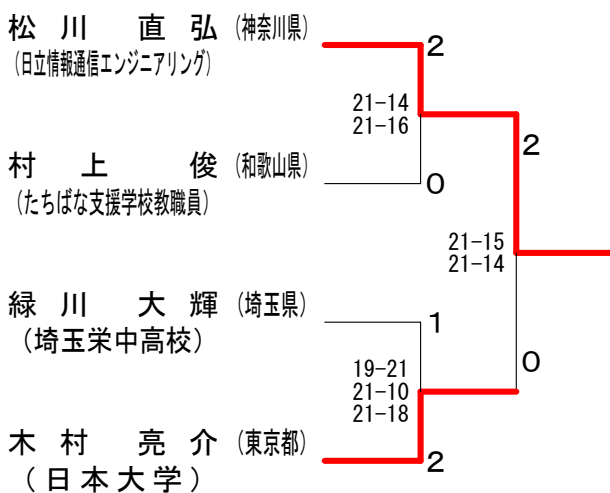 松川 直弘 (神奈川県)
(日立情報通信エンジニアリング)
2
21-14
21-16
2
村上 俊 (和歌山県)
(たちばな支援学校教職員)
0
21-15
21-14
緑川 大輝 (埼玉県)
(埼玉栄中高校)
1
19-21
21-10
21-18
0
木村 亮介 (東京都)
(日本大学)
2